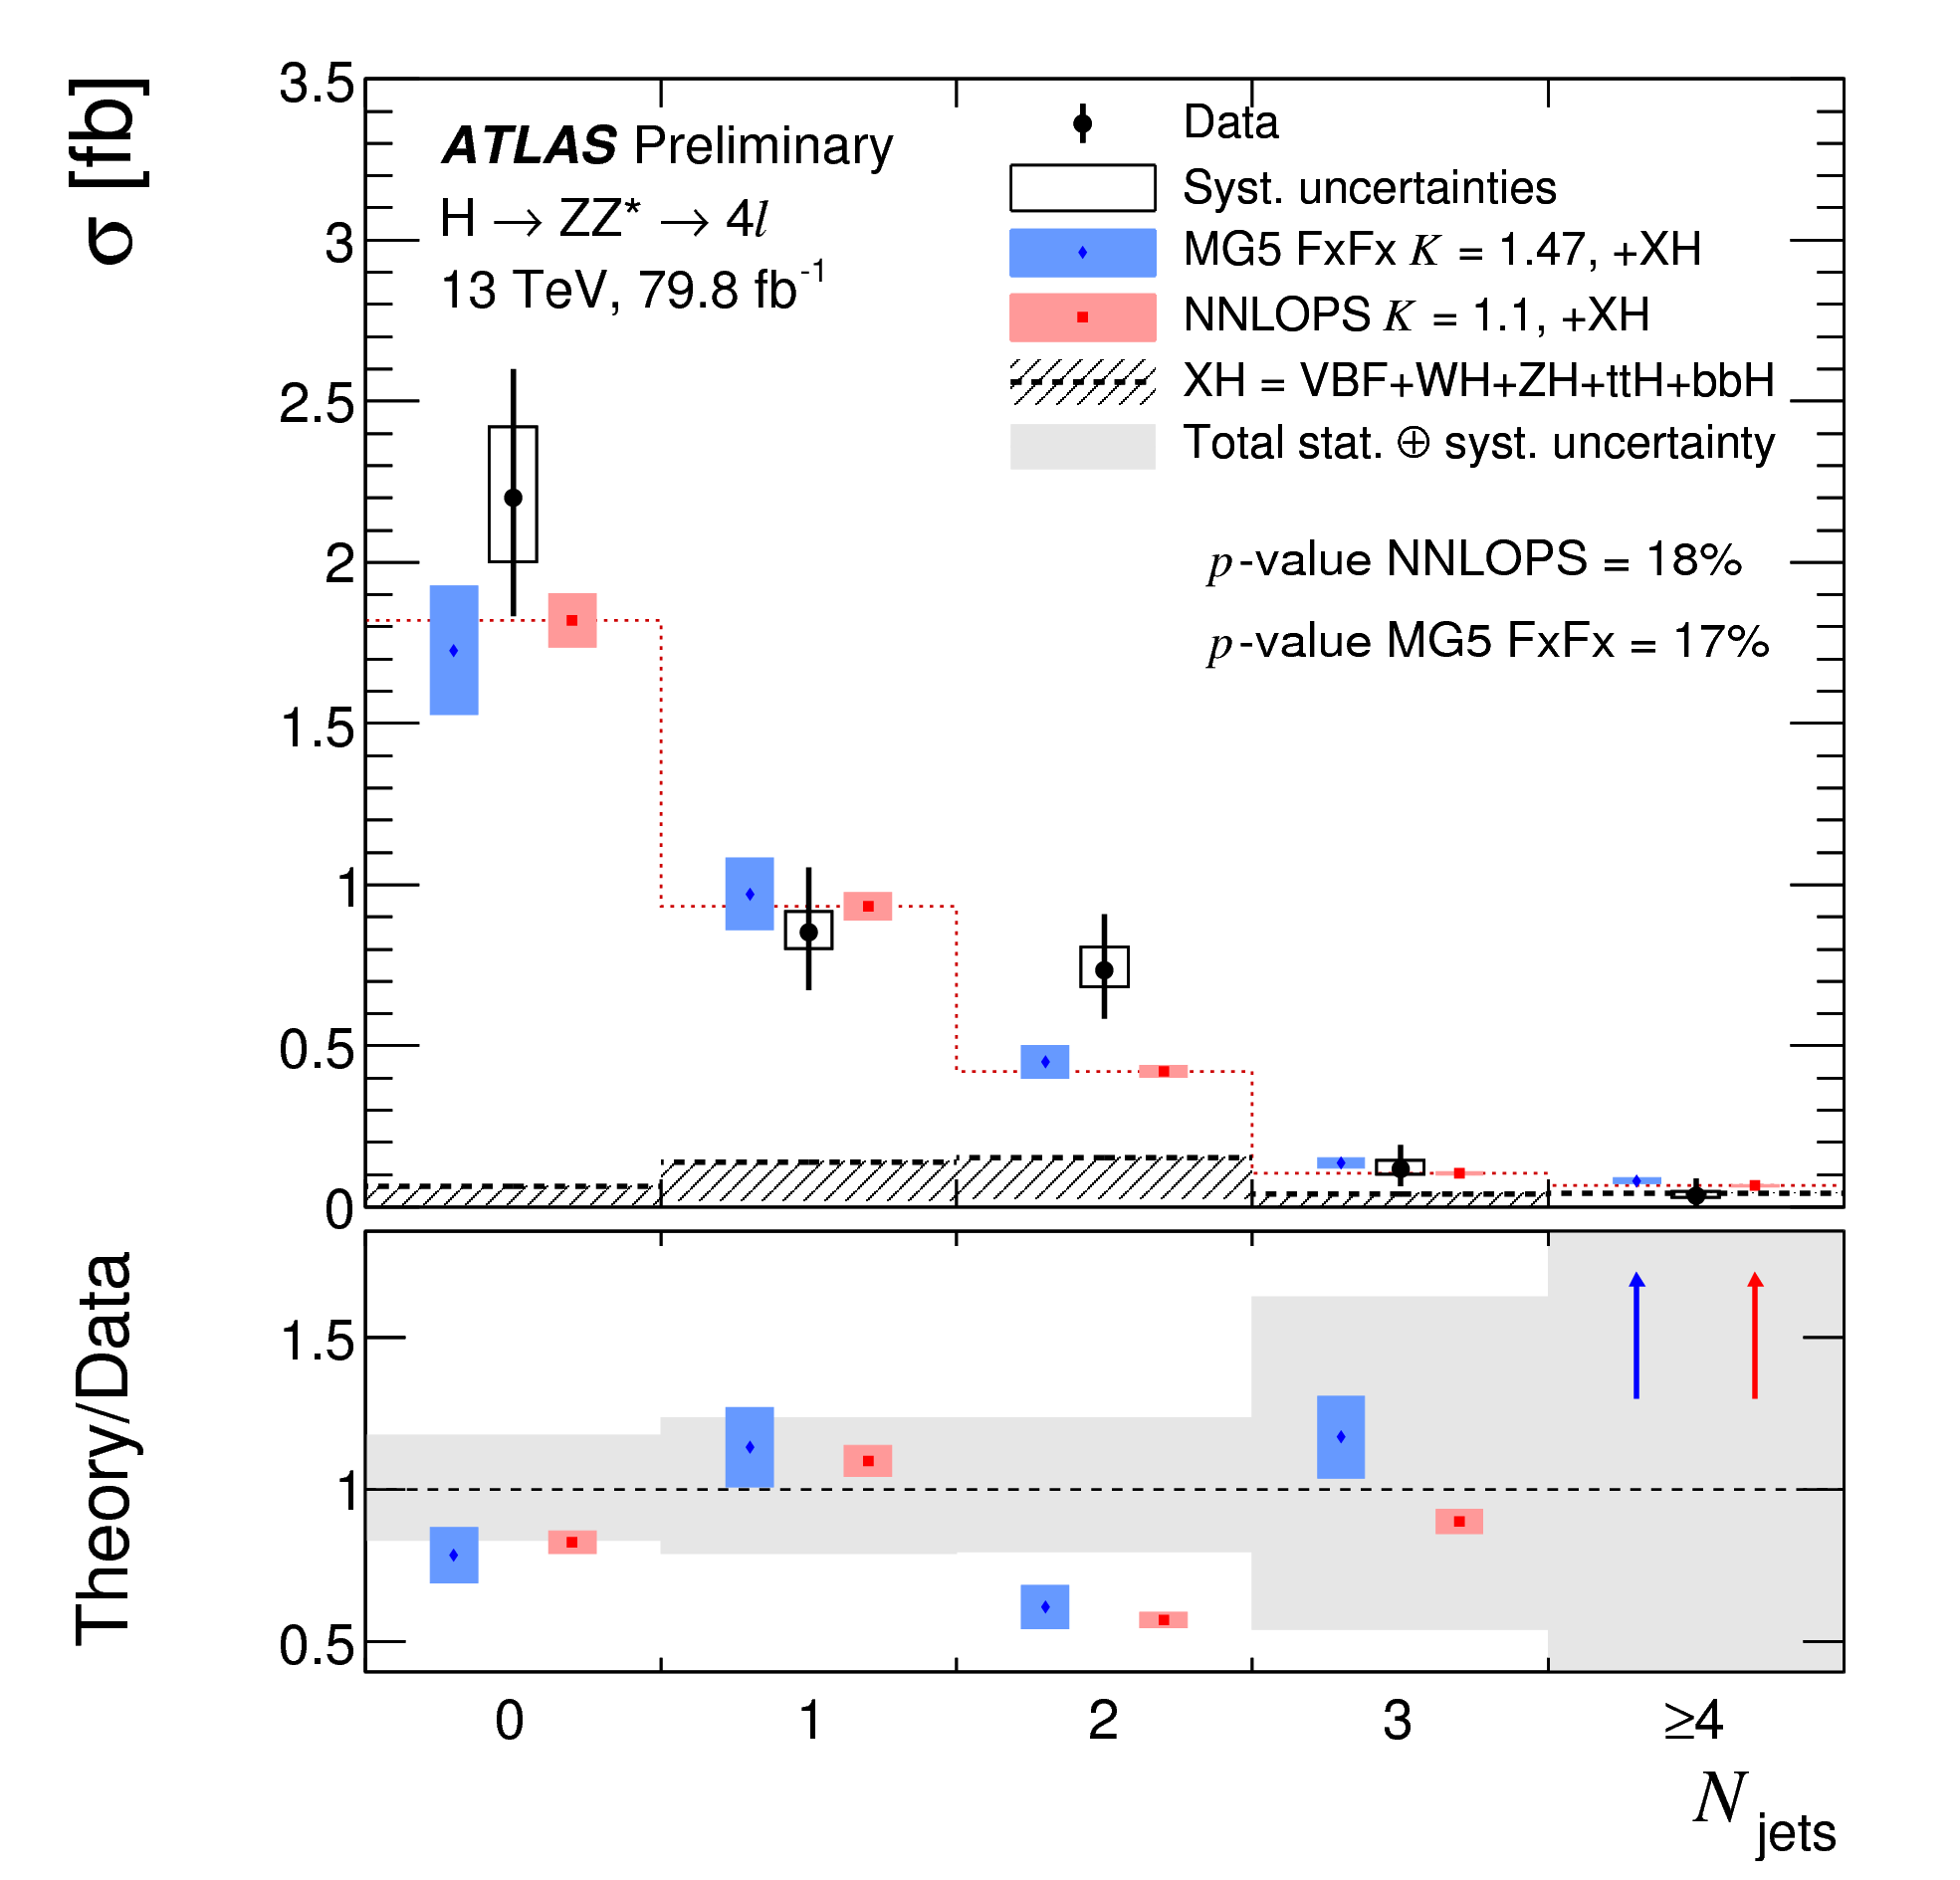 σ [fb]
3.5
3
2.5
2
1.5
1
0.5
0
ATLAS Preliminary
H → ZZ* → 4l
13 TeV, 79.8 fb⁻¹
Data
Syst. uncertainties
MG5 FxFx K = 1.47, +XH
NNLOPS K = 1.1, +XH
XH = VBF+WH+ZH+ttH+bbH
Total stat. ⊕ syst. uncertainty
p-value NNLOPS = 18%
p-value MG5 FxFx = 17%
Theory/Data
1.5
1
0.5
0 1 2 3 ≥4
N jets